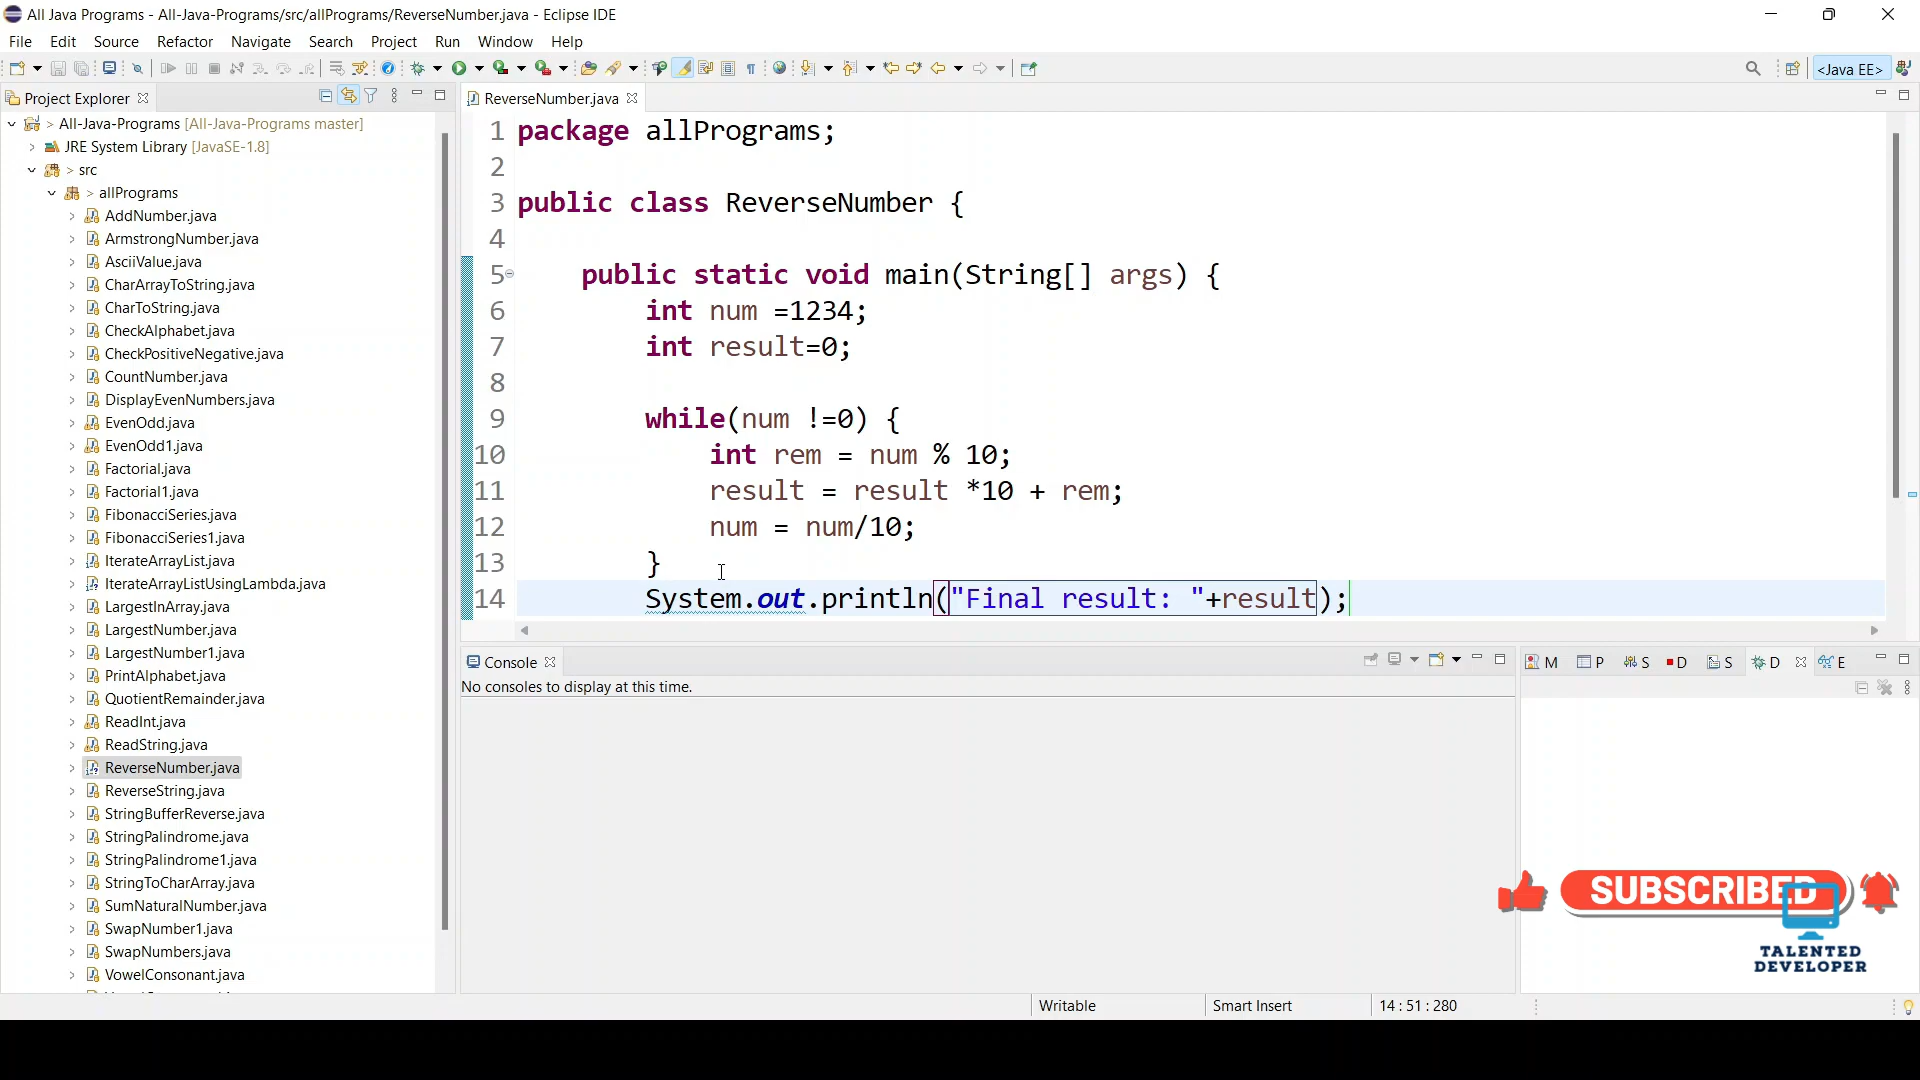 All Java Programs - All-Java-Programs/src/allPrograms/ReverseNumber.java - Eclipse IDE
File Edit Source Refactor Navigate Search Project Run Window Help
<Java EE>
Project Explorer
ReverseNumber.java
> All-Java-Programs [All-Java-Programs master]
JRE System Library [JavaSE-1.8]
> src
> allPrograms
AddNumber.java
ArmstrongNumber.java
AsciiValue.java
CharArrayToString.java
CharToString.java
CheckAlphabet.java
CheckPositiveNegative.java
CountNumber.java
DisplayEvenNumbers.java
EvenOdd.java
EvenOdd1.java
Factorial.java
Factorial1.java
FibonacciSeries.java
FibonacciSeries1.java
IterateArrayList.java
IterateArrayListUsingLambda.java
LargestInArray.java
LargestNumber.java
LargestNumber1.java
PrintAlphabet.java
QuotientRemainder.java
ReadInt.java
ReadString.java
ReverseNumber.java
ReverseString.java
StringBufferReverse.java
StringPalindrome.java
StringPalindrome1.java
StringToCharArray.java
SumNaturalNumber.java
SwapNumber1.java
SwapNumbers.java
VowelConsonant.java
1 package allPrograms;
2
3 public class ReverseNumber {
4
5 public static void main(String[] args) {
6 int num =1234;
7 int result=0;
8
9 while(num !=0) {
10 int rem = num % 10;
11 result = result *10 + rem;
12 num = num/10;
13 }
14 System.out.println("Final result: "+result);
Console
No consoles to display at this time.
M P S D S D E
SUBSCRIBED
TALENTED
DEVELOPER
Writable Smart Insert 14 : 51 : 280